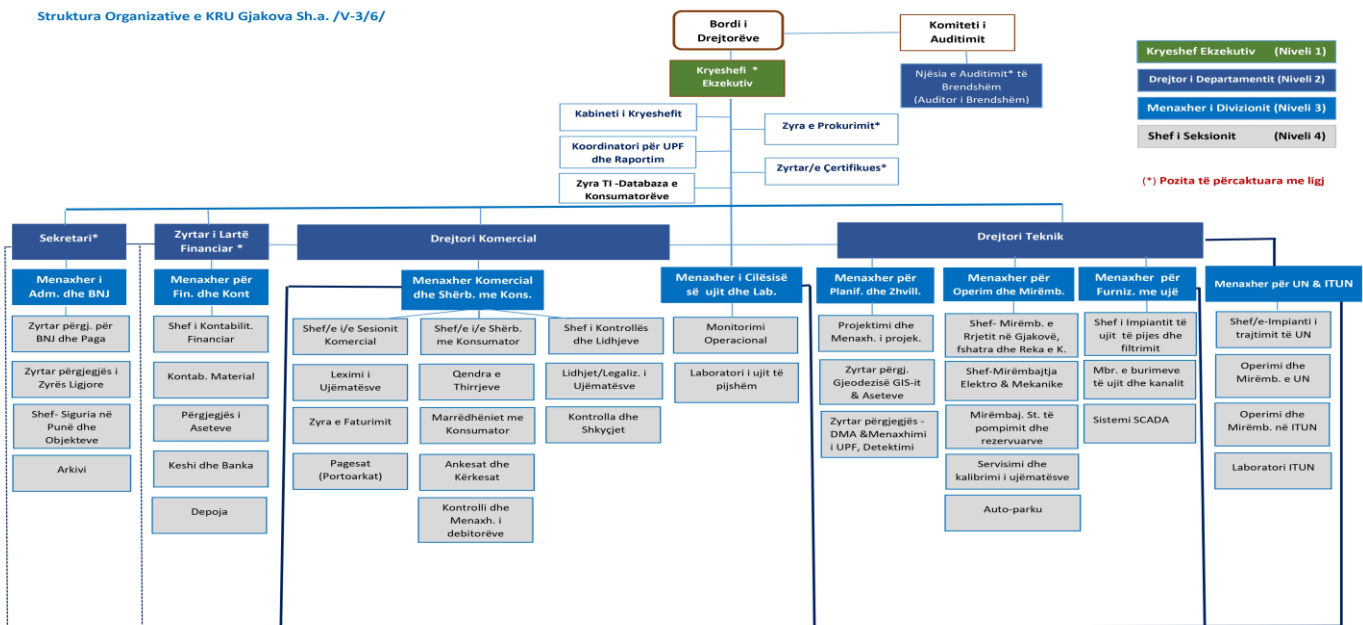 Struktura Organizative e KRU Gjakova Sh.a. /V-3/6/
Bordi i
Drejtorëve
Komiteti i
Auditimit
Kryeshefi *
Ekzekutiv
Njësia e Auditimit* të
Brendshëm
(Auditor i Brendshëm)
Kryeshef Ekzekutiv (Niveli 1)
Drejtor i Departamentit (Niveli 2)
Menaxher i Divizionit (Niveli 3)
Shef i Seksionit (Niveli 4)
(*) Pozita të përcaktuara me ligj
Kabineti i Kryeshefit
Zyra e Prokurimit*
Koordinatori për UPF
dhe Raportim
Zyrtar/e Çertifikues*
Zyra TI -Databaza e
Konsumatorëve
Sekretari*
Zyrtar i Lartë
Financiar *
Drejtori Komercial
Drejtori Teknik
Menaxher i
Adm. dhe BNJ
Menaxher për
Fin. dhe Kont
Menaxher Komercial
dhe Shërb. me Kons.
Menaxher i Cilësisë
së ujit dhe Lab.
Menaxher për
Planif. dhe Zhvill.
Menaxher për
Operim dhe Mirëmb.
Menaxher për
Furniz. me ujë
Menaxher për UN & ITUN
Zyrtar përgj. për
BNJ dhe Paga
Zyrtar përgjegjës i
Zyrës Ligjore
Shef- Siguria në
Punë dhe
Objekteve
Arkivi
Shef i Kontabilit.
Financiar
Kontab. Material
Përgjegjës i
Aseteve
Keshi dhe Banka
Depoja
Shef/e i/e Sesionit
Komercial
Leximi i
Ujëmatësve
Zyra e Faturimit
Pagesat
(Portoarkat)
Shef/e i/e Shërb.
me Konsumator
Qendra e
Thirrjeve
Marrëdhëniet me
Konsumator
Ankesat dhe
Kërkesat
Kontrolli dhe
Menaxh. i
debitorëve
Shef i Kontrollës
dhe Lidhjeve
Lidhjet/Legaliz. i
Ujëmatësve
Kontrolla dhe
Shkyçjet
Monitorimi
Operacional
Laboratori i ujit të
pijshëm
Projektimi dhe
Menaxh. i projek.
Zyrtar përgj.
Gjeodezisë GIS-it
& Aseteve
Zyrtar përgjegjës -
DMA &Menaxhimi
i UPF, Detektimi
Shef- Mirëmb. e
Rrjetit në Gjakovë,
fshatra dhe Reka e K.
Shef-Mirëmbajtja
Elektro & Mekanike
Mirëmbaj. St. të
pompimit dhe
rezervuarve
Servisimi dhe
kalibrimi i ujëmatësve
Auto-parku
Shef i Impiantit të
ujit të pijes dhe
filtrimit
Mbr. e burimeve
të ujit dhe kanalit
Sistemi SCADA
Shef/e-Impianti i
trajtimit të UN
Operimi dhe
Mirëmb. e UN
Operimi dhe
Mirëmb. në ITUN
Laboratori ITUN